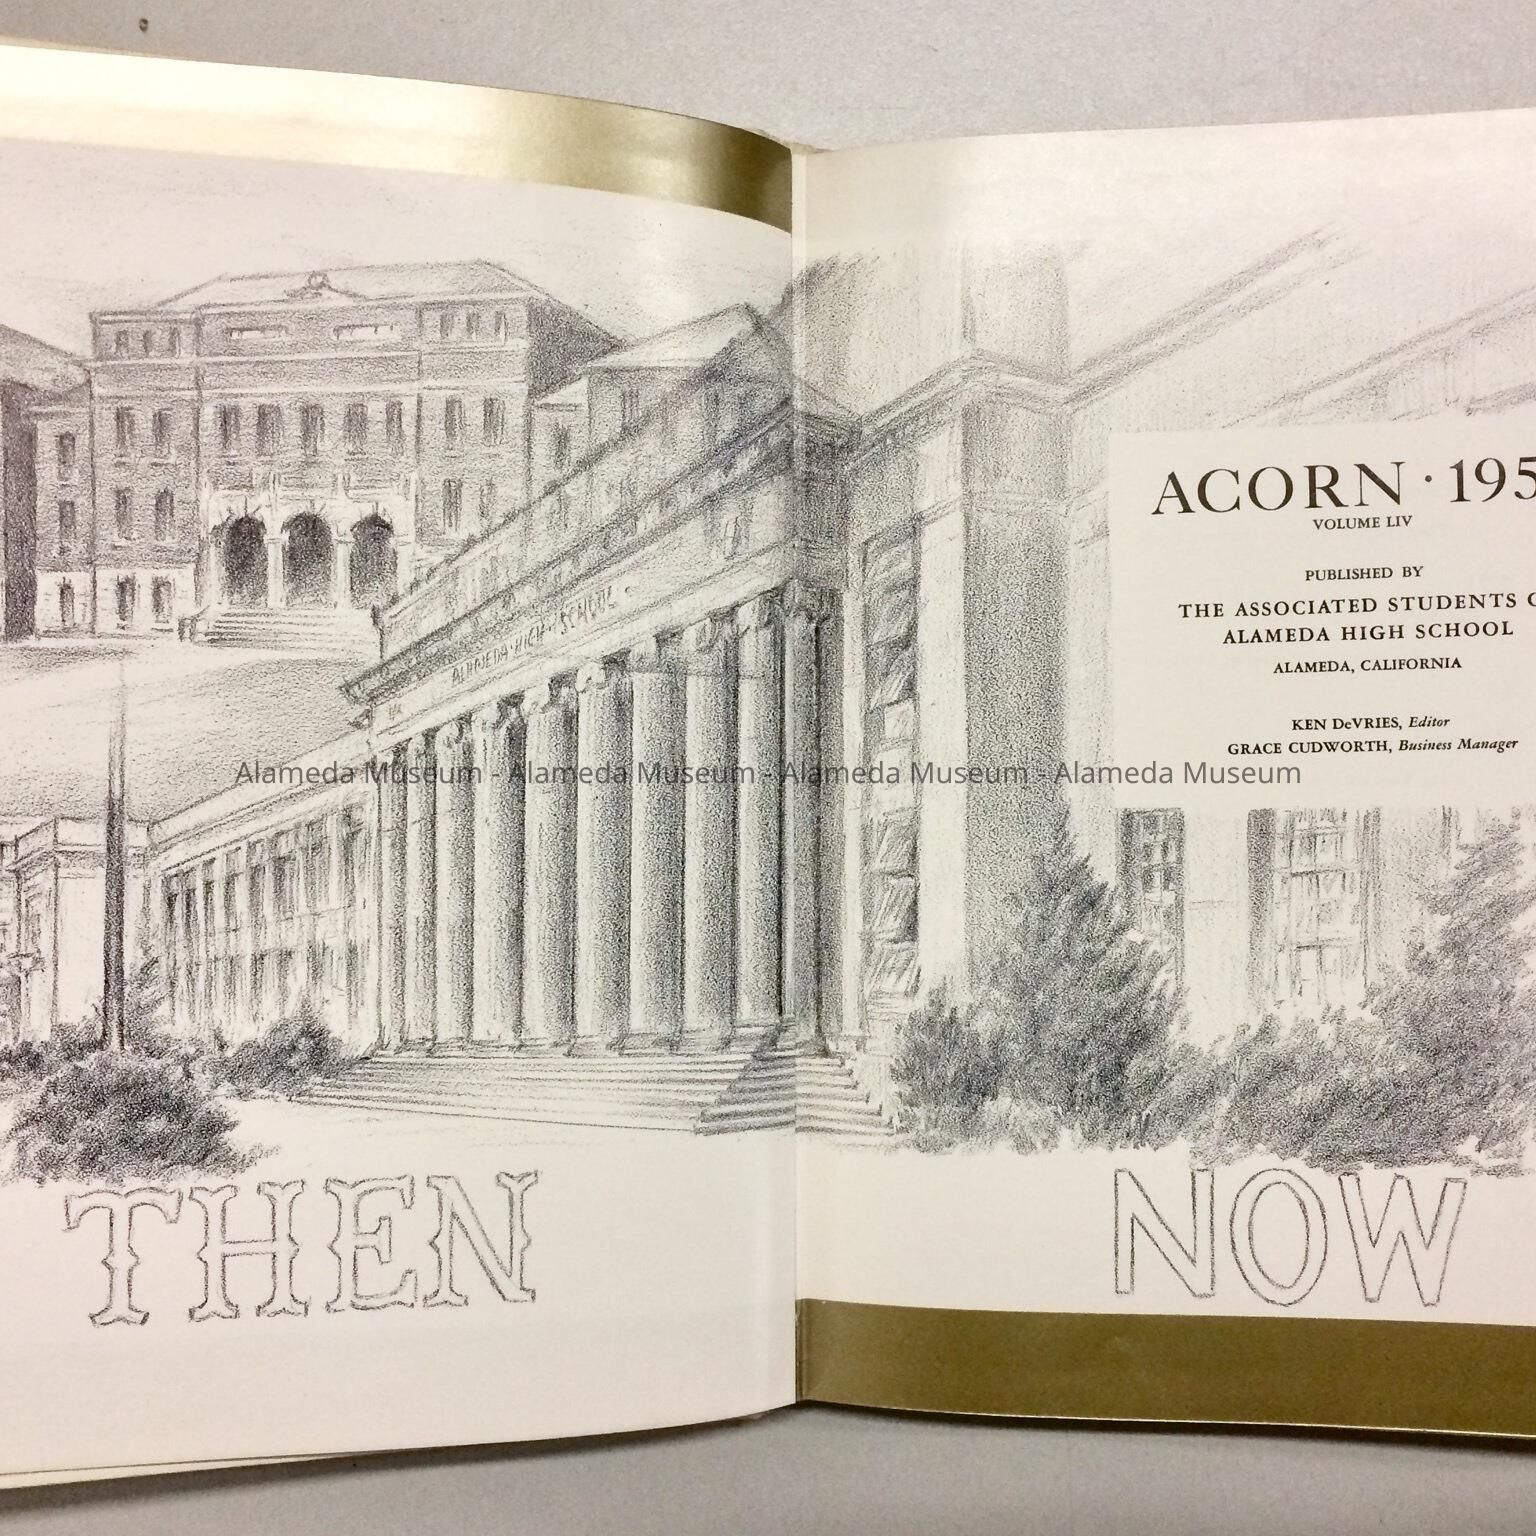 ALAMEDA · HIGH · SCHOOL ·
ACORN · 195
VOLUME LIV
PUBLISHED BY
THE ASSOCIATED STUDENTS O
ALAMEDA HIGH SCHOOL
ALAMEDA, CALIFORNIA
KEN DeVRIES, Editor
GRACE CUDWORTH, Business Manager
Alameda Museum - Alameda Museum - Alameda Museum - Alameda Museum
THEN
NOW